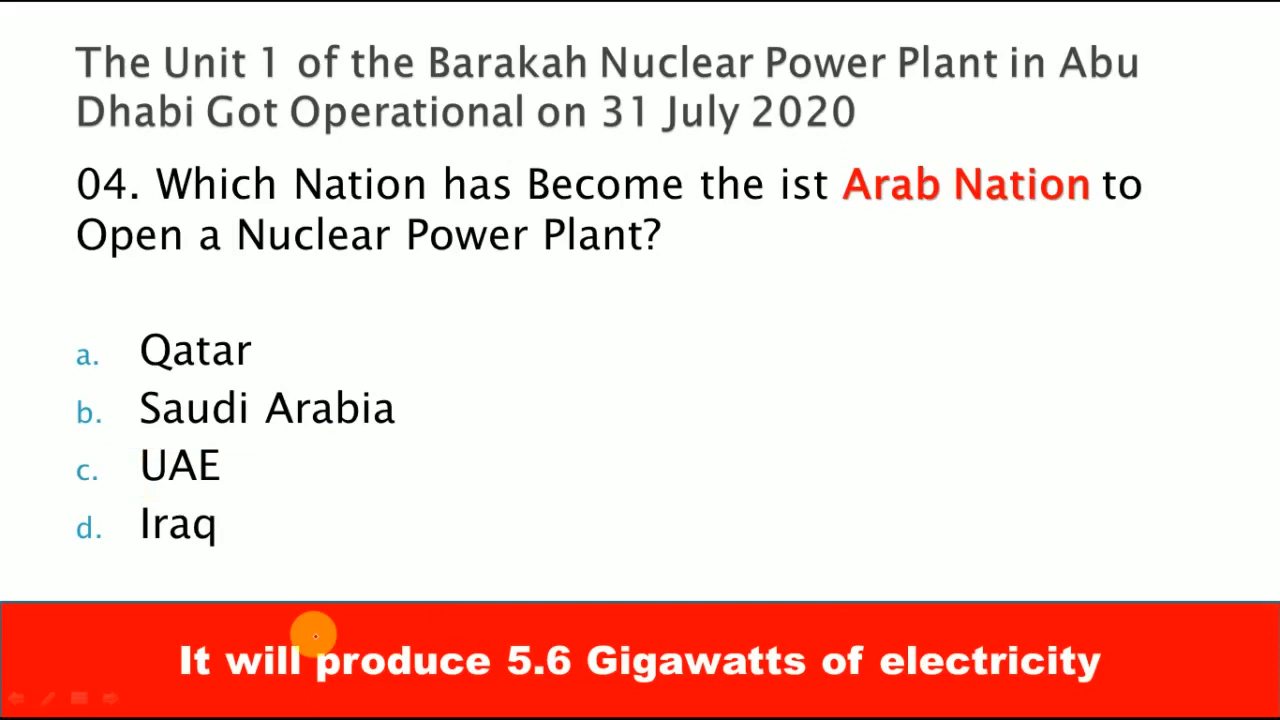 The Unit 1 of the Barakah Nuclear Power Plant in Abu
Dhabi Got Operational on 31 July 2020
04. Which Nation has Become the ist Arab Nation to
Open a Nuclear Power Plant?
a. Qatar
b. Saudi Arabia
c. UAE
d. Iraq
It will produce 5.6 Gigawatts of electricity